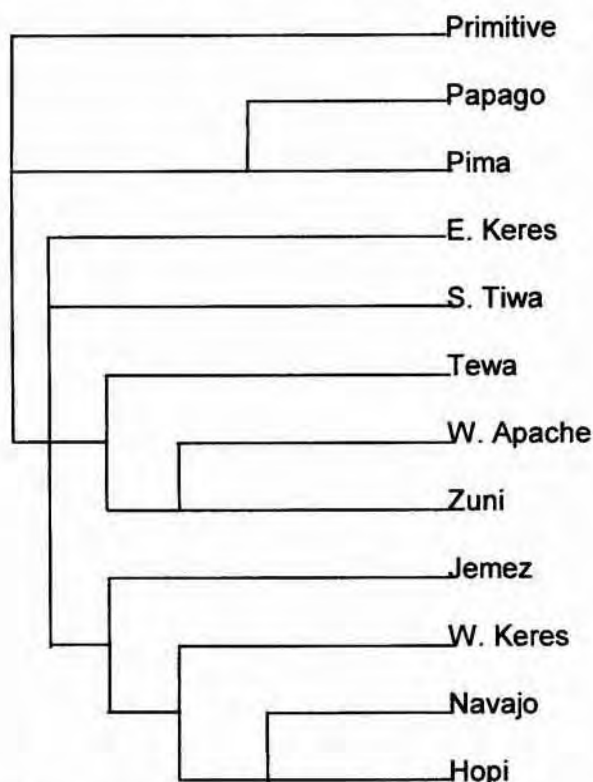 Primitive
Papago
Pima
E. Keres
S. Tiwa
Tewa
W. Apache
Zuni
Jemez
W. Keres
Navajo
Hopi